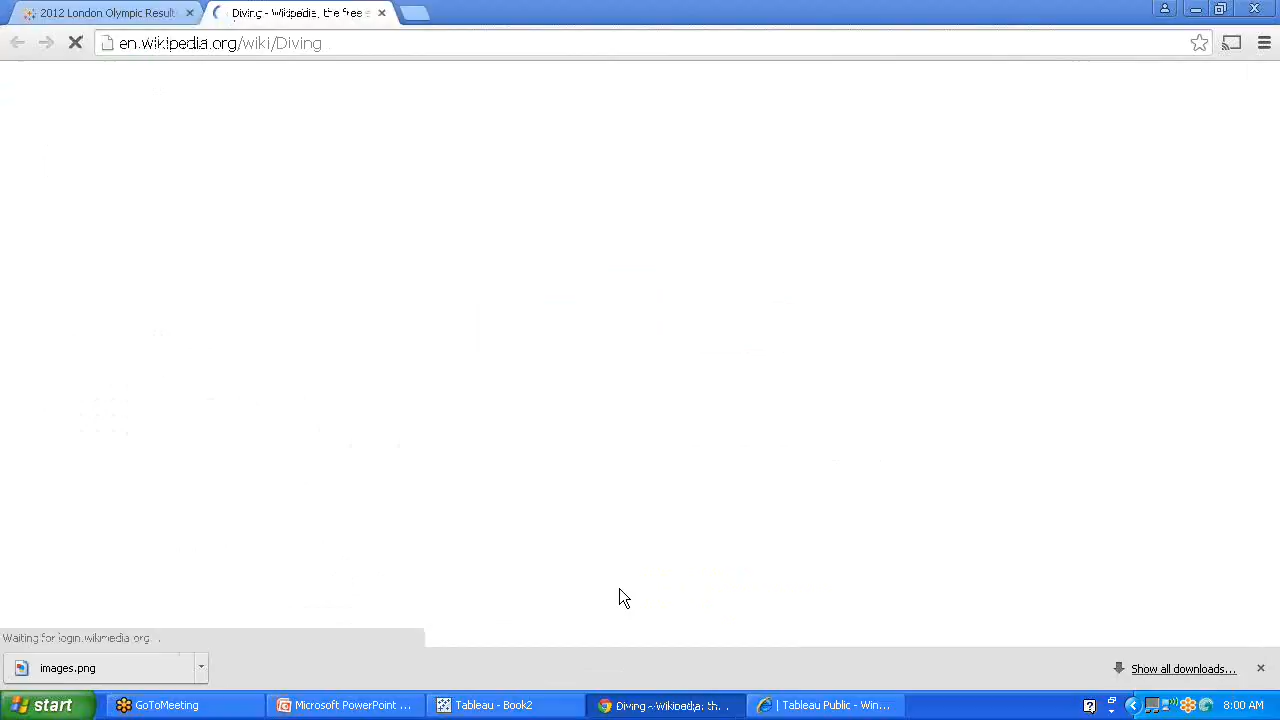 2012 London Olympic Result
Diving - Wikipedia, the free e
en.wikipedia.org/wiki/Diving
Waiting for login.wikimedia.org...
images.png
Show all downloads...
start
GoToMeeting
Microsoft PowerPoint ...
Tableau - Book2
Diving - Wikipedia, th...
| Tableau Public - Win...
8:00 AM